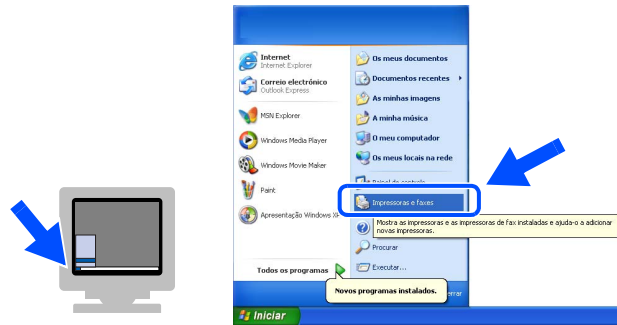 Internet
Internet Explorer
Correio electrónico
Outlook Express
MSN Explorer
Windows Media Player
Windows Movie Maker
Paint
Apresentação Windows XP
Todos os programas
Os meus documentos
Documentos recentes
As minhas imagens
A minha música
O meu computador
Os meus locais na rede
Painel de controlo
Impressoras e faxes
Mostra as impressoras e as impressoras de fax instaladas e ajuda-o a adicionar
novas impressoras.
Procurar
Executar...
Novos programas instalados.
Iniciar